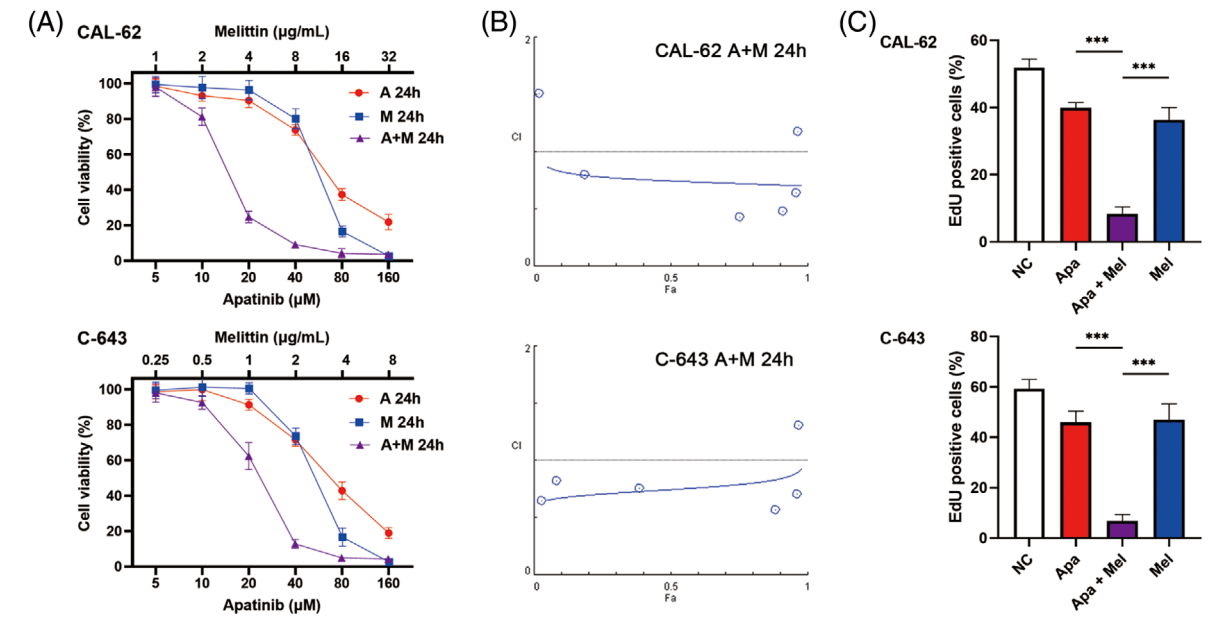 (A)
CAL-62
Melittin (µg/mL)
1 2 4 8 16 32
Cell viability (%)
100
80
60
40
20
0
A 24h
M 24h
A+M 24h
5 10 20 40 80 160
Apatinib (µM)
C-643
Melittin (µg/mL)
0.25 0.5 1 2 4 8
Cell viability (%)
100
80
60
40
20
0
A 24h
M 24h
A+M 24h
5 10 20 40 80 160
Apatinib (µM)
(B)
2
CAL-62 A+M 24h
CI
0
0 0.5 1
Fa
2
C-643 A+M 24h
CI
0
0 0.5 1
Fa
(C)
CAL-62
EdU positive cells (%)
60
40
20
0
***
***
NC Apa Apa + Mel Mel
C-643
EdU positive cells (%)
80
60
40
20
0
***
***
NC Apa Apa + Mel Mel